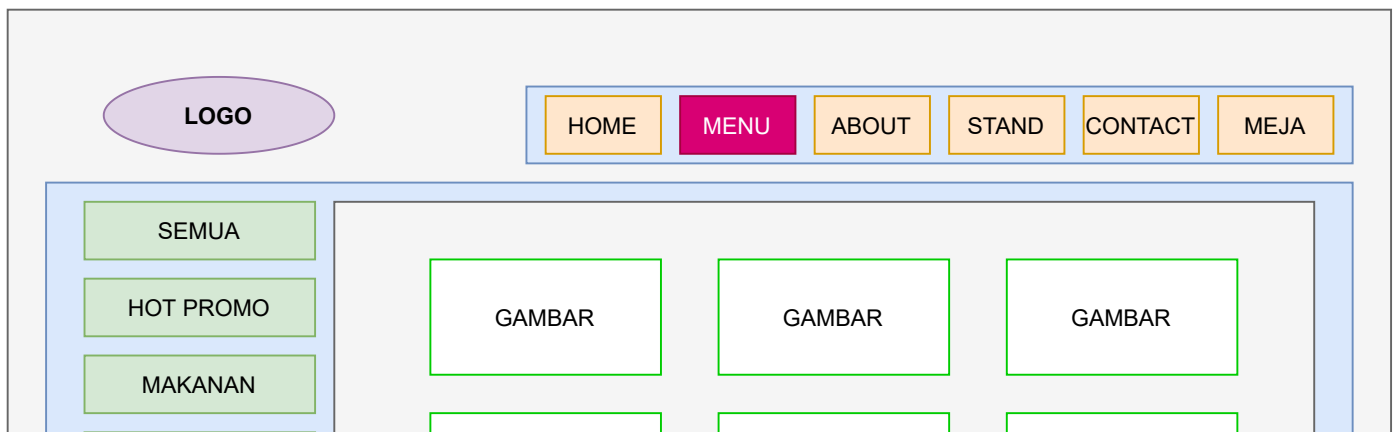 LOGO
HOME
MENU
ABOUT
STAND
CONTACT
MEJA
SEMUA
HOT PROMO
MAKANAN
GAMBAR
GAMBAR
GAMBAR